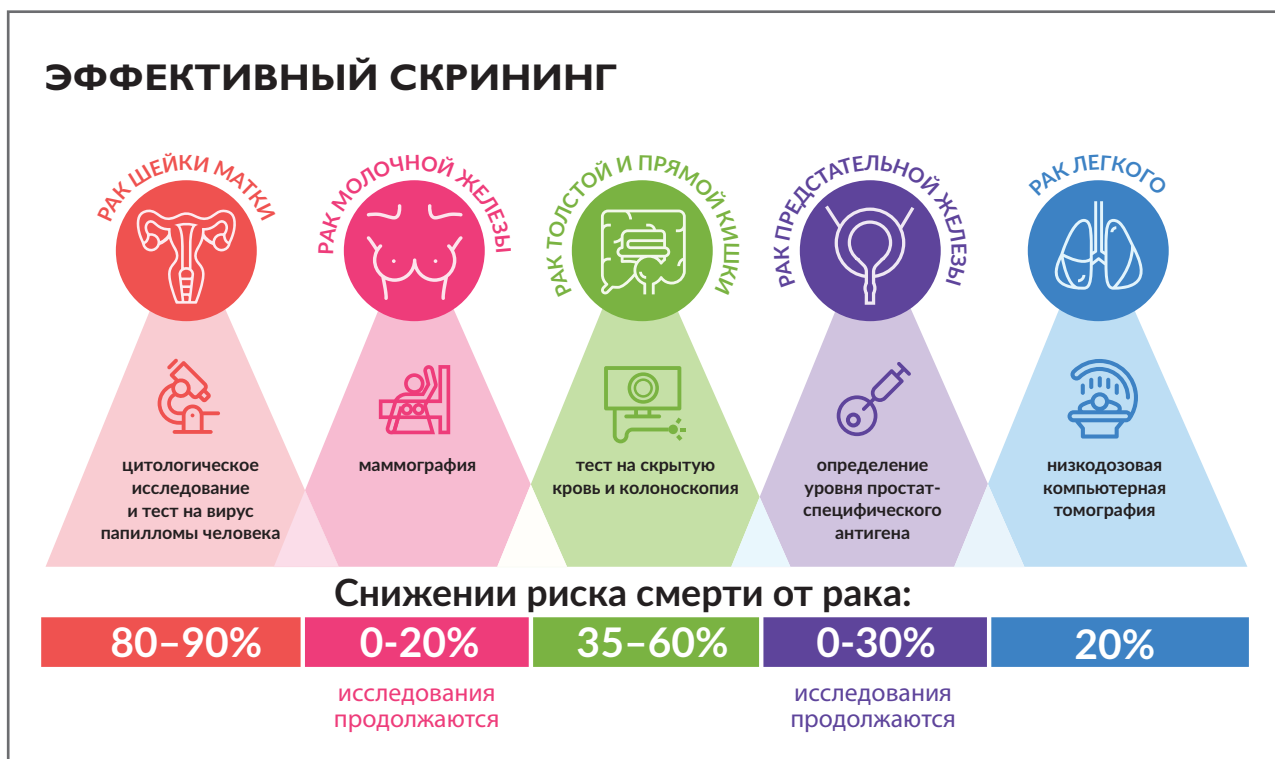 ЭФФЕКТИВНЫЙ СКРИНИНГ
РАК ШЕЙКИ МАТКИ
РАК МОЛОЧНОЙ ЖЕЛЕЗЫ
РАК ТОЛСТОЙ И ПРЯМОЙ КИШКИ
РАК ПРЕДСТАТЕЛЬНОЙ ЖЕЛЕЗЫ
РАК ЛЕГКОГО
цитологическое
исследование
и тест на вирус
папилломы человека
маммография
тест на скрытую
кровь и колоноскопия
определение
уровня простат-
специфического
антигена
низкодозовая
компьютерная
томография
Снижении риска смерти от рака:
80–90%
0-20%
35–60%
0-30%
20%
исследования
продолжаются
исследования
продолжаются